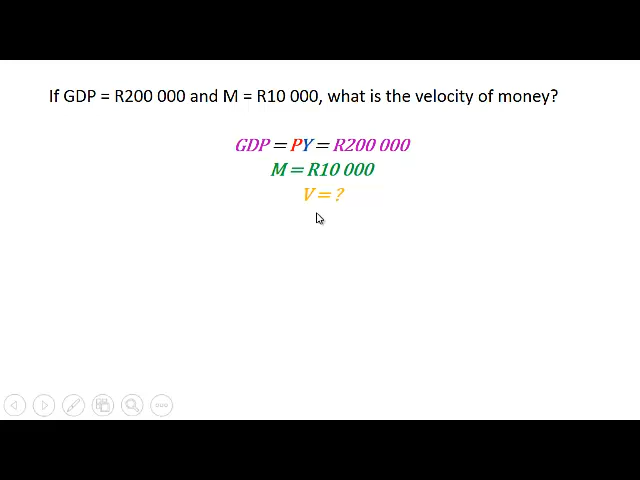 If GDP = R200 000 and M = R10 000, what is the velocity of money?
GDP = PY = R200 000
M = R10 000
V = ?